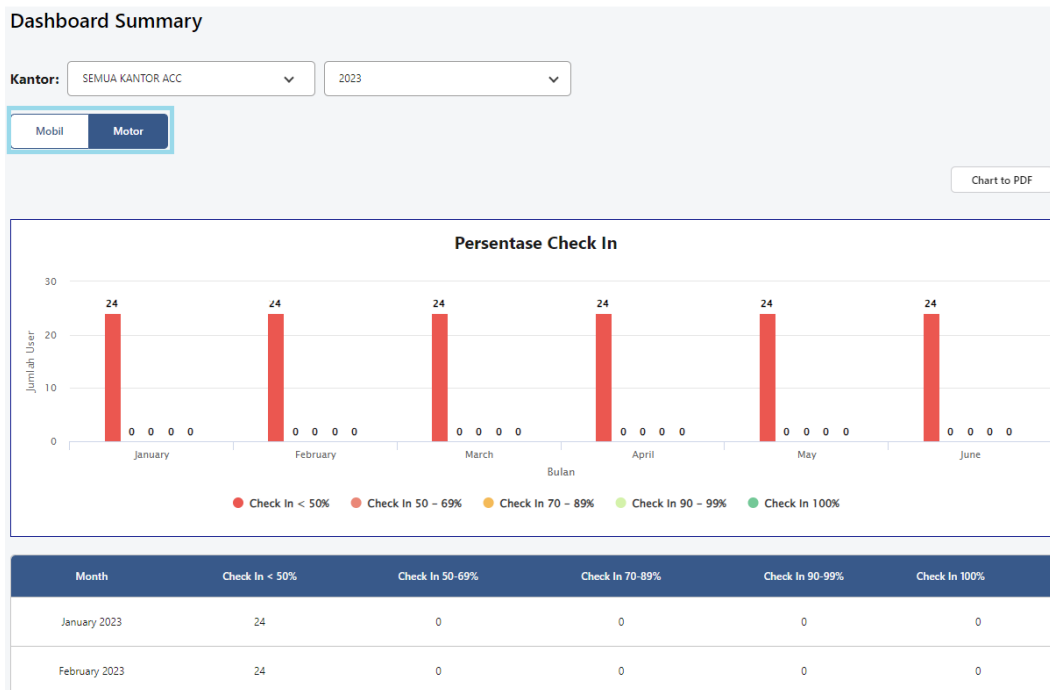 Dashboard Summary
Kantor: SEMUA KANTOR ACC 2023
Mobil Motor
Chart to PDF
Persentase Check In
30
24 24 24 24 24 24
20
Jumlah User
10
0 0 0 0 0 0 0 0 0 0 0 0 0 0 0 0 0 0 0 0 0 0 0 0
0
January February March April May June
Bulan
Check In < 50% Check In 50 – 69% Check In 70 – 89% Check In 90 – 99% Check In 100%
Month Check In < 50% Check In 50-69% Check In 70-89% Check In 90-99% Check In 100%
January 2023 24 0 0 0 0
February 2023 24 0 0 0 0